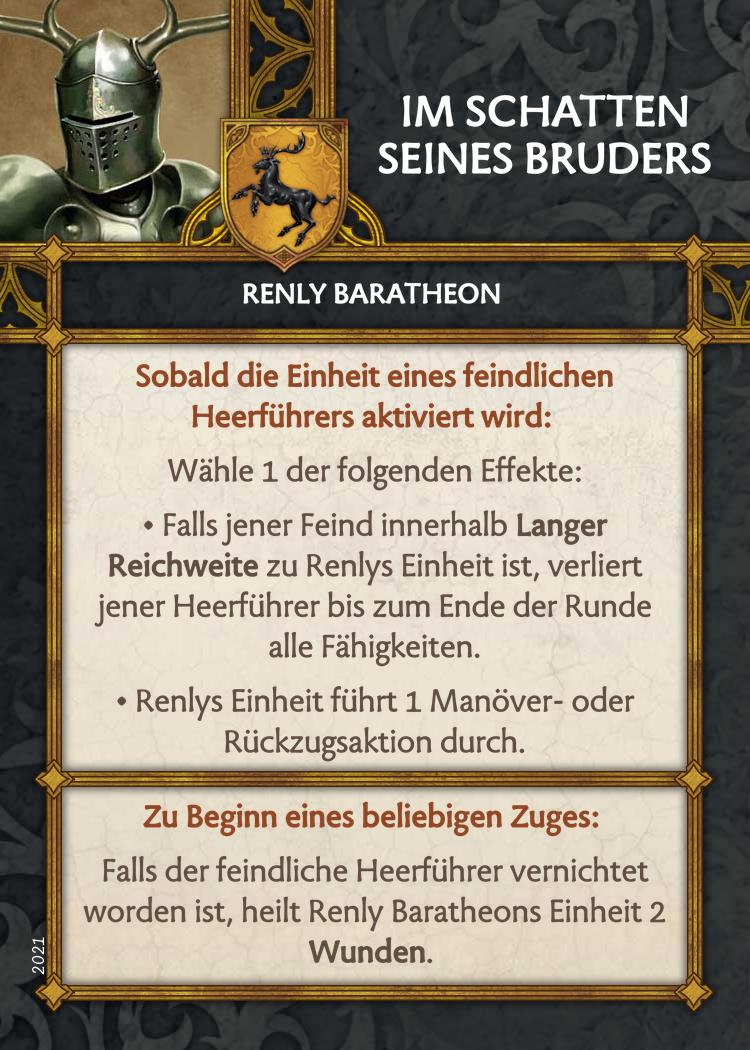 IM SCHATTEN
SEINES BRUDERS
RENLY BARATHEON
Sobald die Einheit eines feindlichen
Heerführers aktiviert wird:
Wähle 1 der folgenden Effekte:
• Falls jener Feind innerhalb Langer
Reichweite zu Renlys Einheit ist, verliert
jener Heerführer bis zum Ende der Runde
alle Fähigkeiten.
• Renlys Einheit führt 1 Manöver- oder
Rückzugsaktion durch.
Zu Beginn eines beliebigen Zuges:
Falls der feindliche Heerführer vernichtet
worden ist, heilt Renly Baratheons Einheit 2
Wunden.
2021